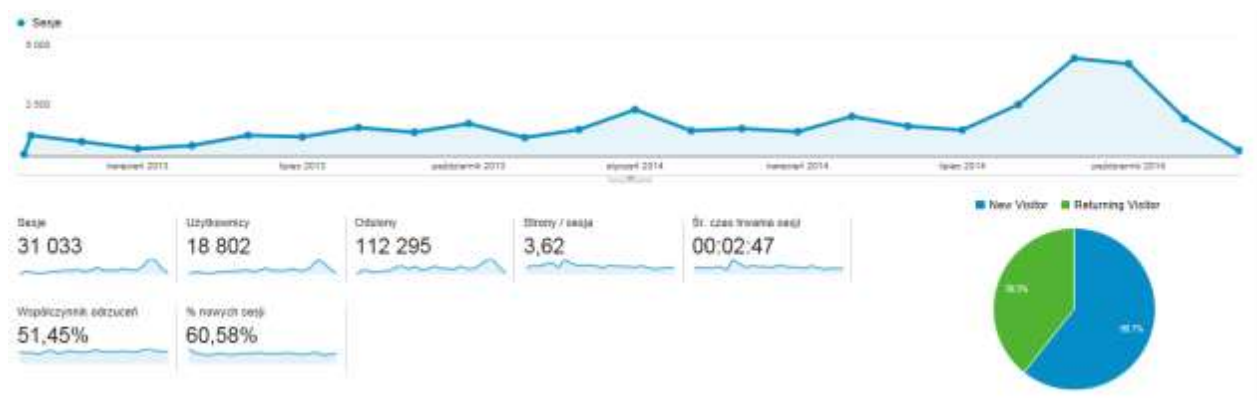 Sesje
5 000
2 500
kwiecień 2013
lipiec 2013
październik 2013
styczeń 2014
kwiecień 2014
lipiec 2014
październik 2014
New Visitor
Returning Visitor
Sesje
31 033
Użytkownicy
18 802
Odsłony
112 295
Strony / sesja
3,62
Śr. czas trwania sesji
00:02:47
Współczynnik odrzuceń
51,45%
% nowych sesji
60,58%